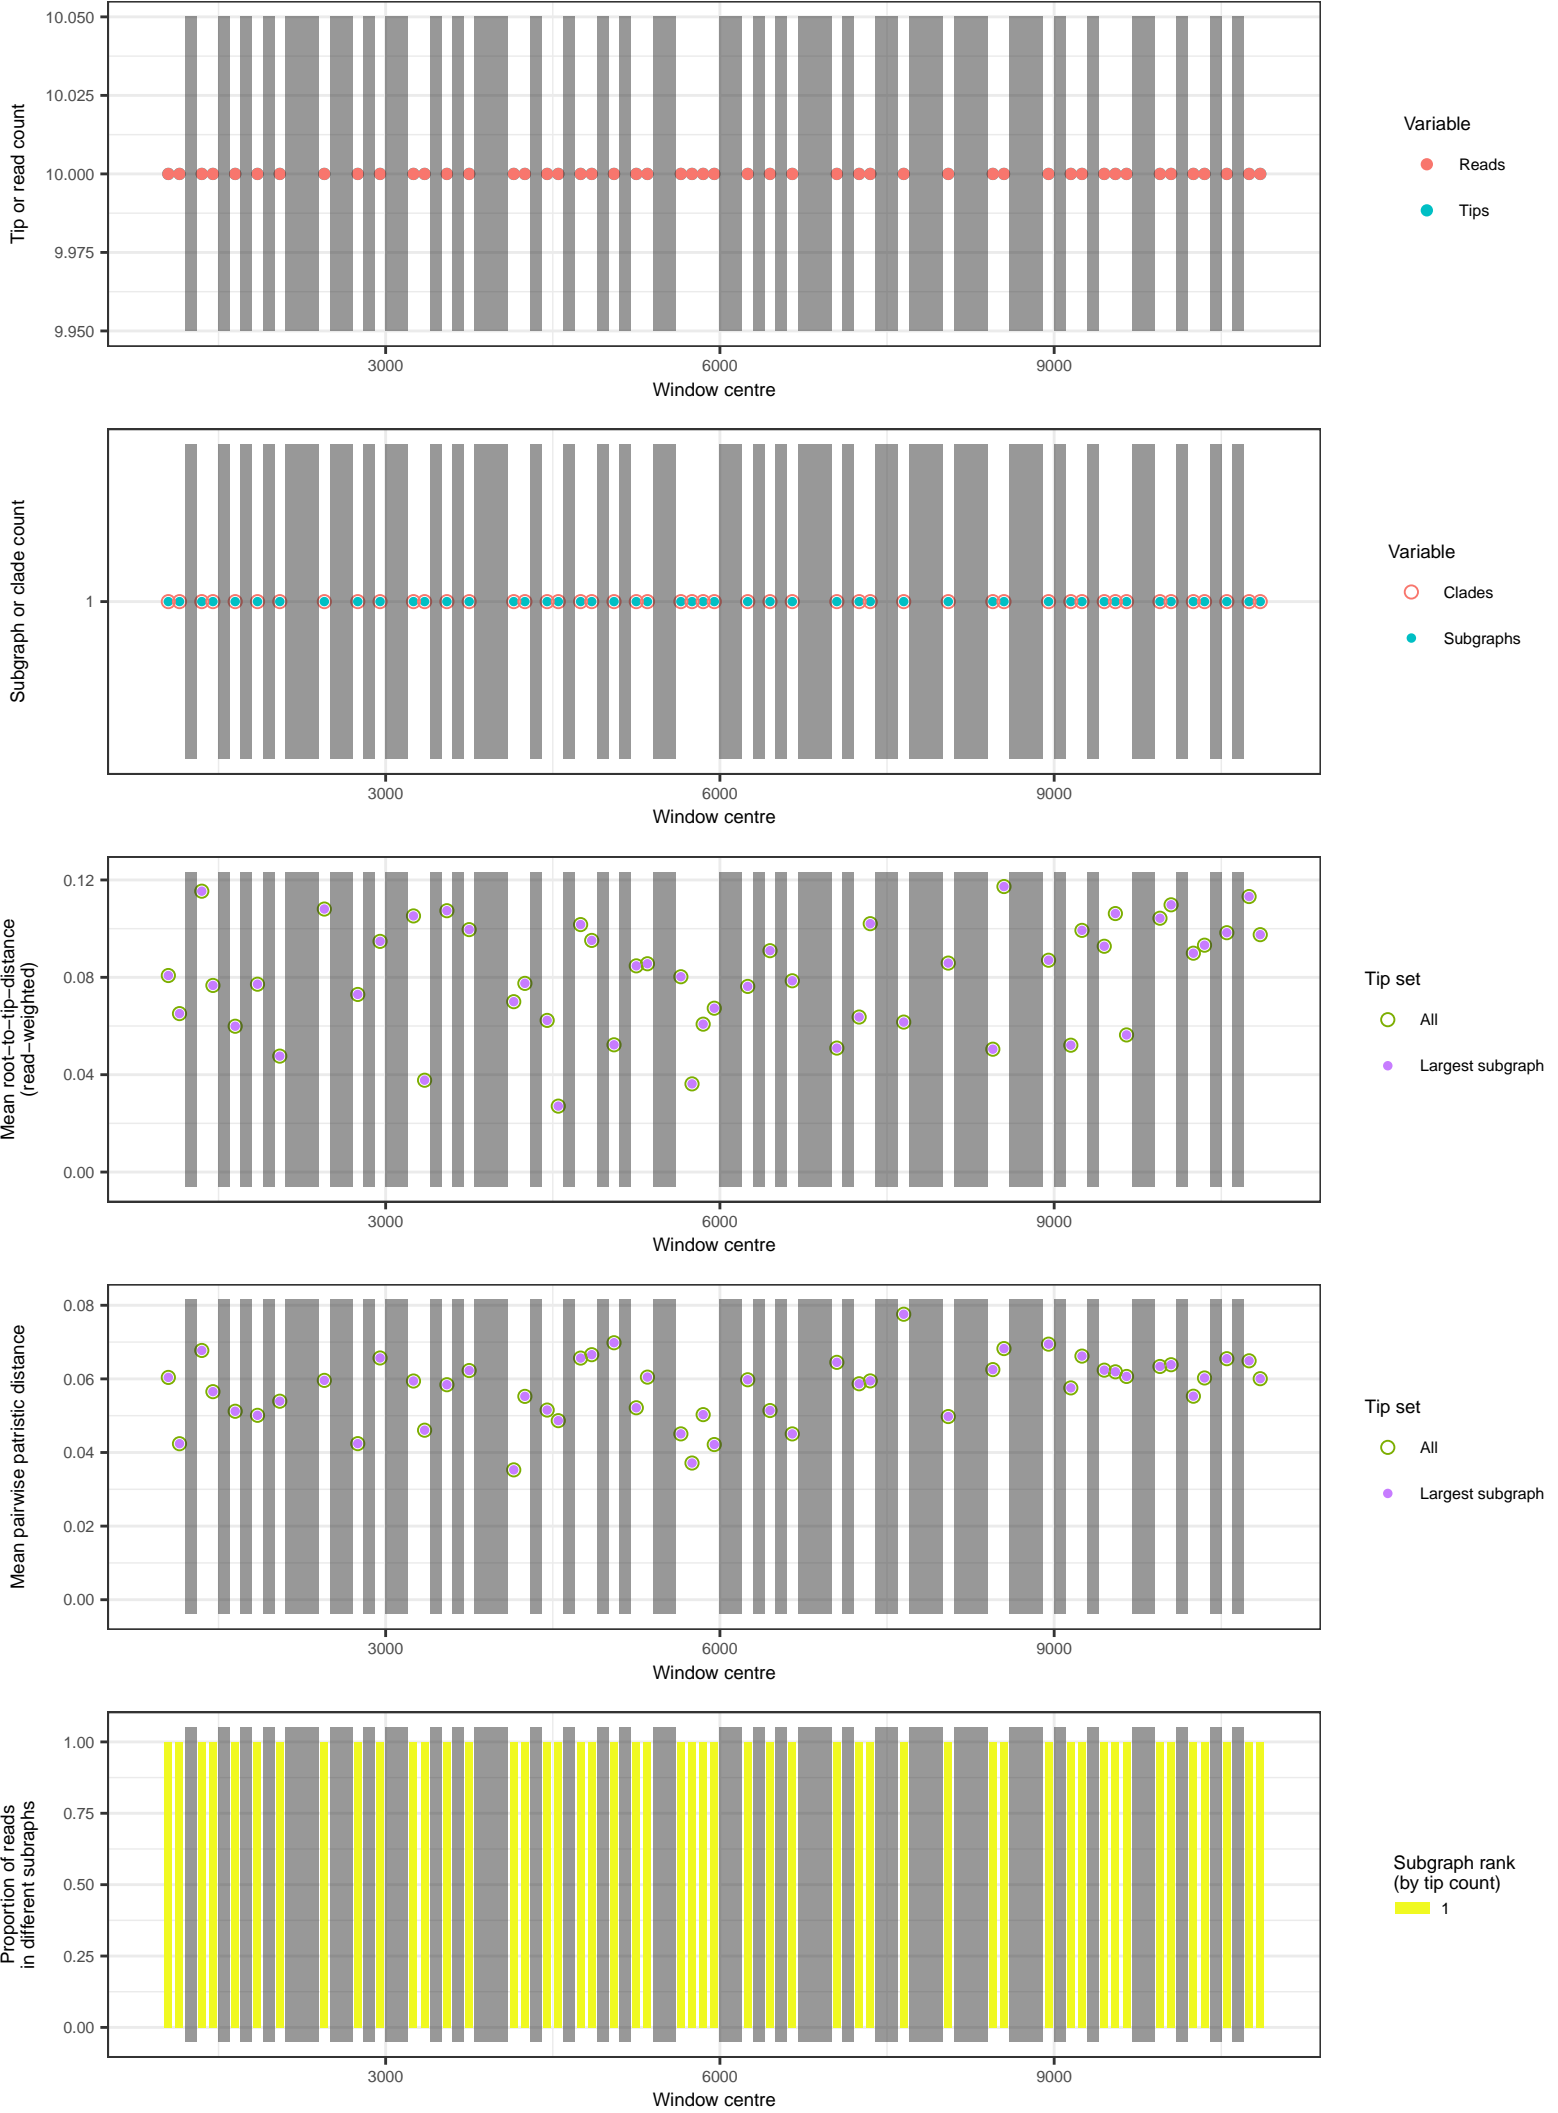 10.050
10.025
10.000
9.975
9.950
Tip or read count
3000 6000 9000
Window centre
Variable
Reads
Tips
Subgraph or clade count
1
3000 6000 9000
Window centre
Variable
Clades
Subgraphs
Mean root−to−tip−distance
(read−weighted)
0.12
0.08
0.04
0.00
3000 6000 9000
Window centre
Tip set
All
Largest subgraph
Mean pairwise patristic distance
0.08
0.06
0.04
0.02
0.00
3000 6000 9000
Window centre
Tip set
All
Largest subgraph
Proportion of reads
in different subraphs
1.00
0.75
0.50
0.25
0.00
3000 6000 9000
Window centre
Subgraph rank
(by tip count)
1